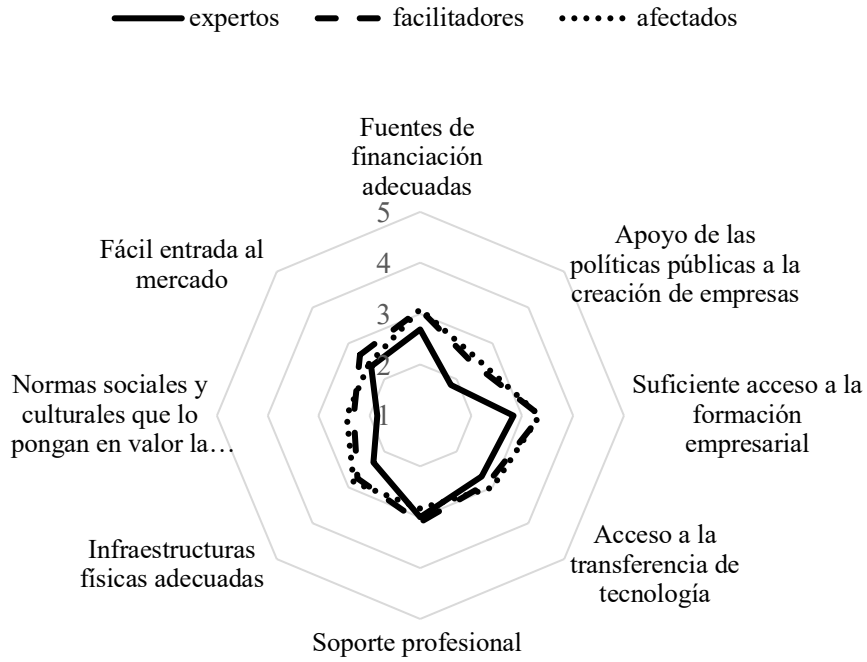 expertos facilitadores afectados
Fuentes de
financiación
adecuadas
Apoyo de las
políticas públicas a la
creación de empresas
Suficiente acceso a la
formación
empresarial
Acceso a la
transferencia de
tecnología
Soporte profesional
Infraestructuras
físicas adecuadas
Normas sociales y
culturales que lo
pongan en valor la…
Fácil entrada al
mercado
5
4
3
2
1